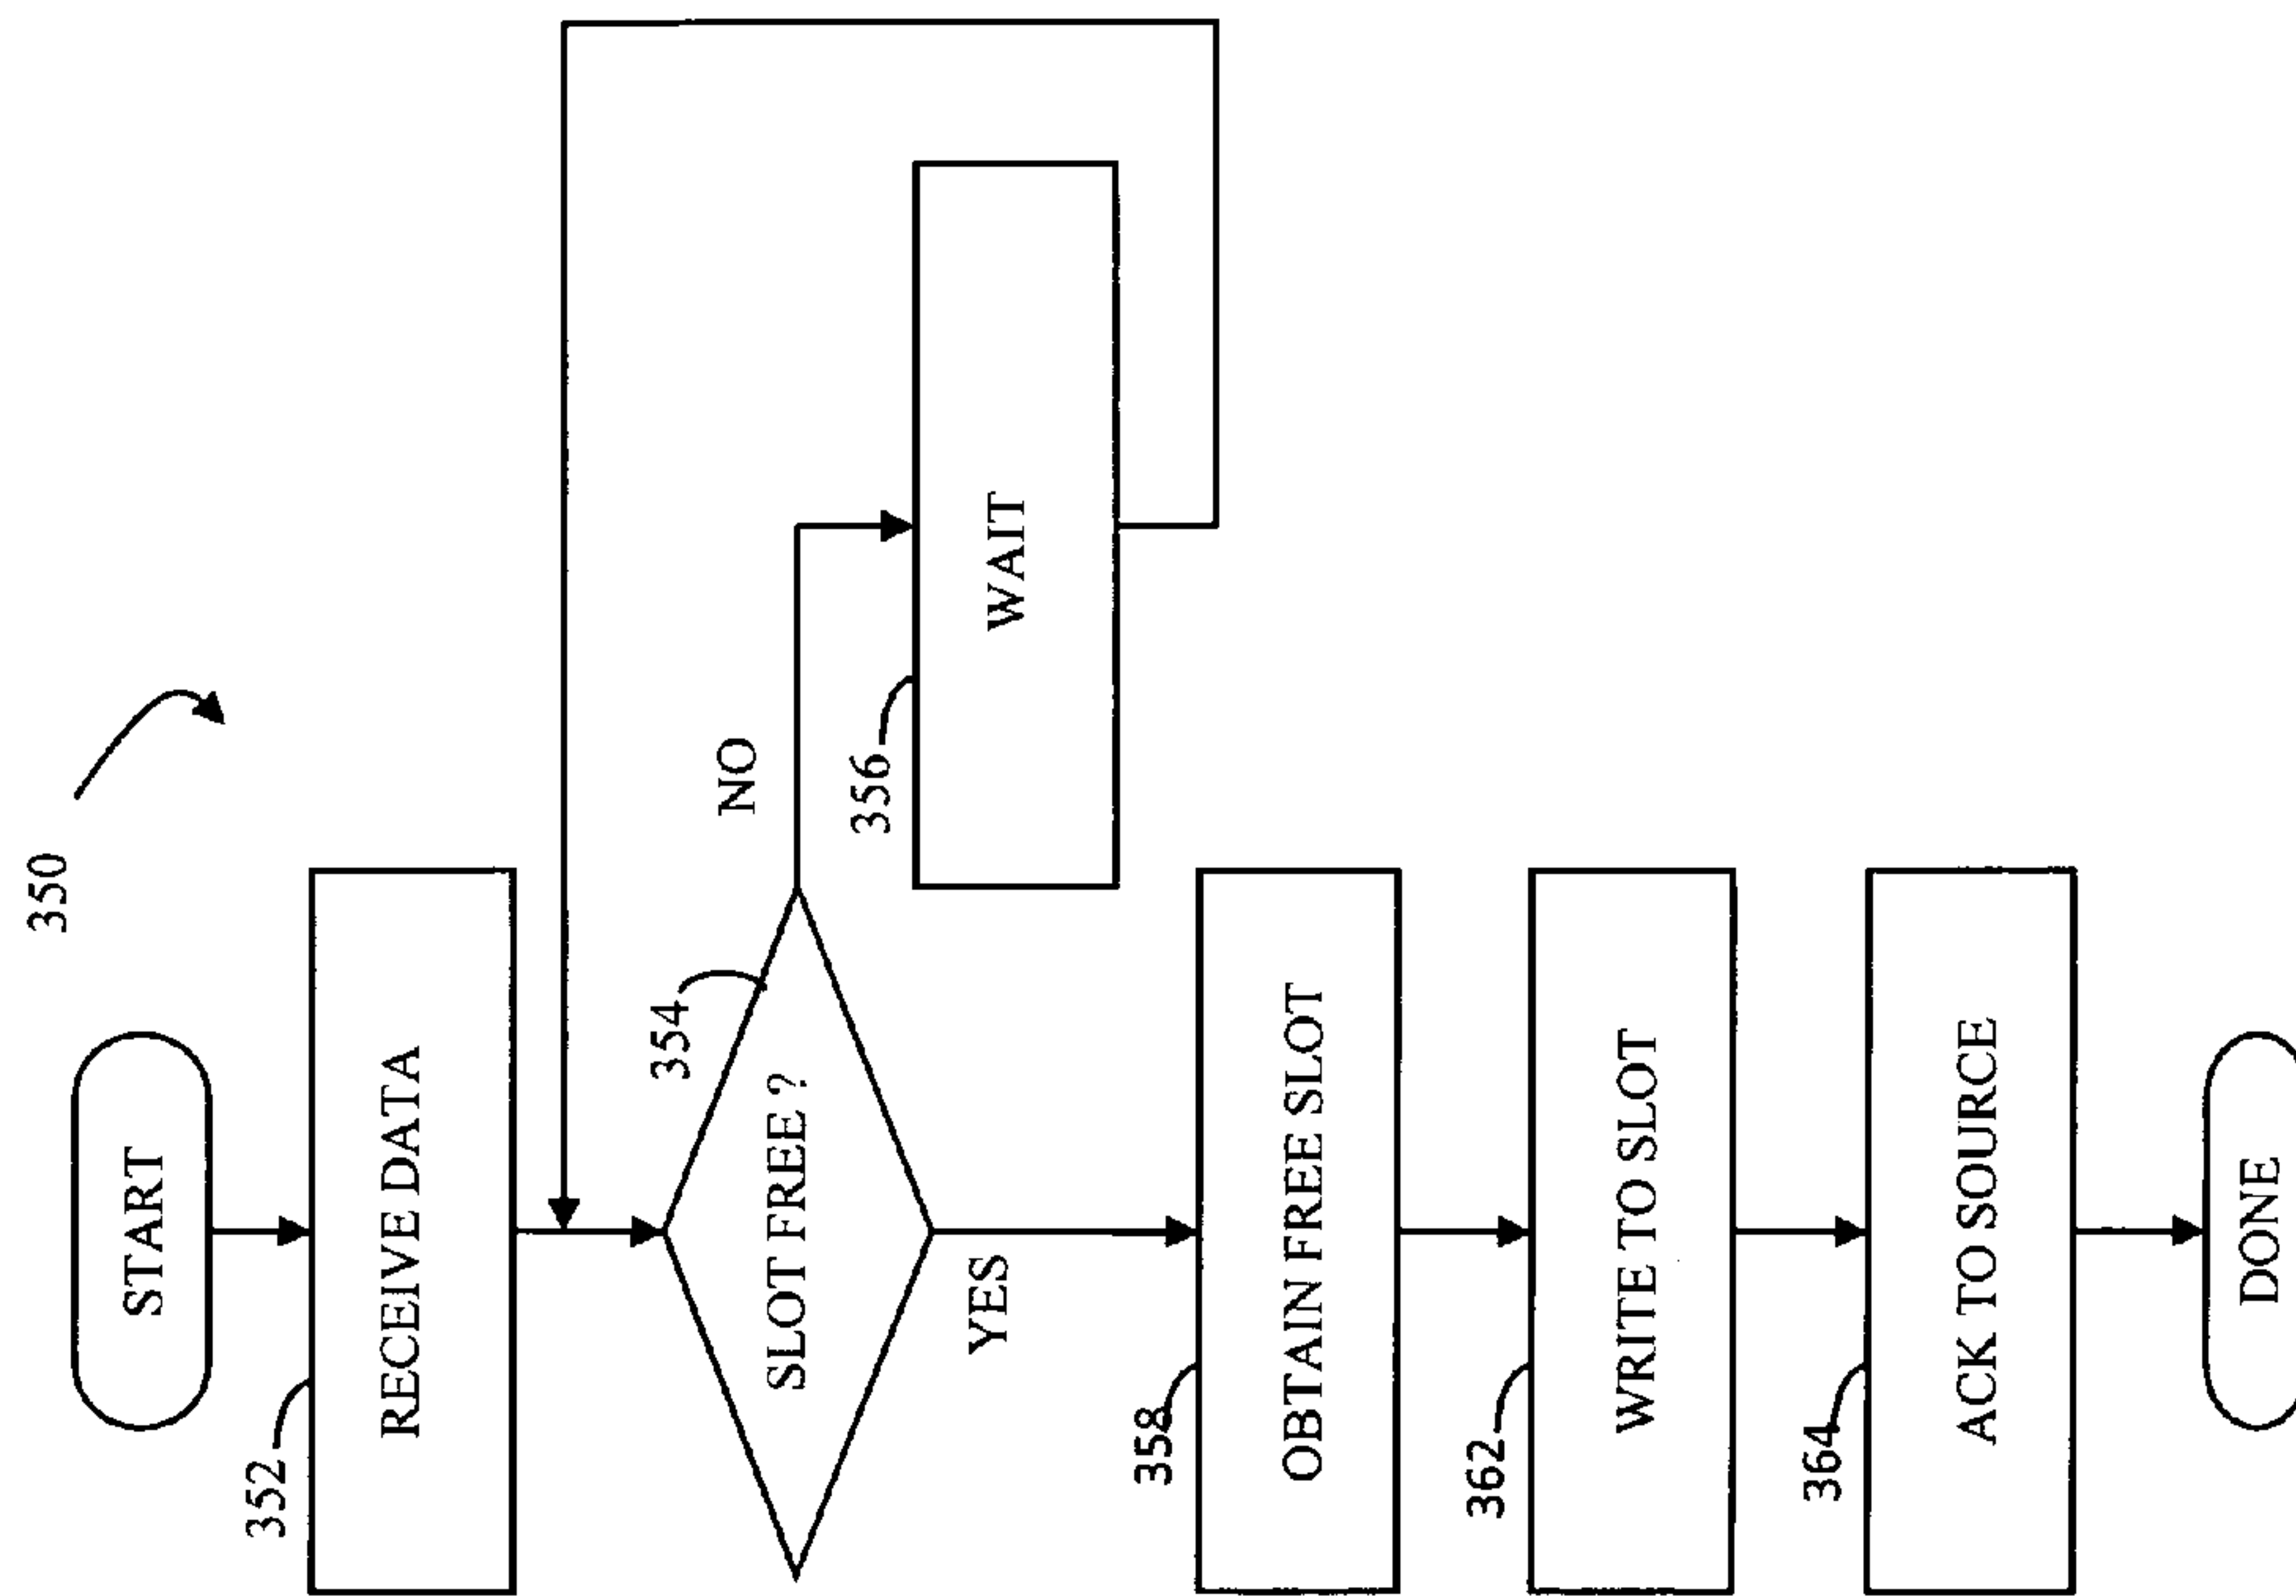 350
START
352
RECEIVE DATA
354
SLOT FREE ?
NO
356
WAIT
YES
358
OBTAIN FREE SLOT
362
WRITE TO SLOT
364
ACK TO SOURCE
DONE